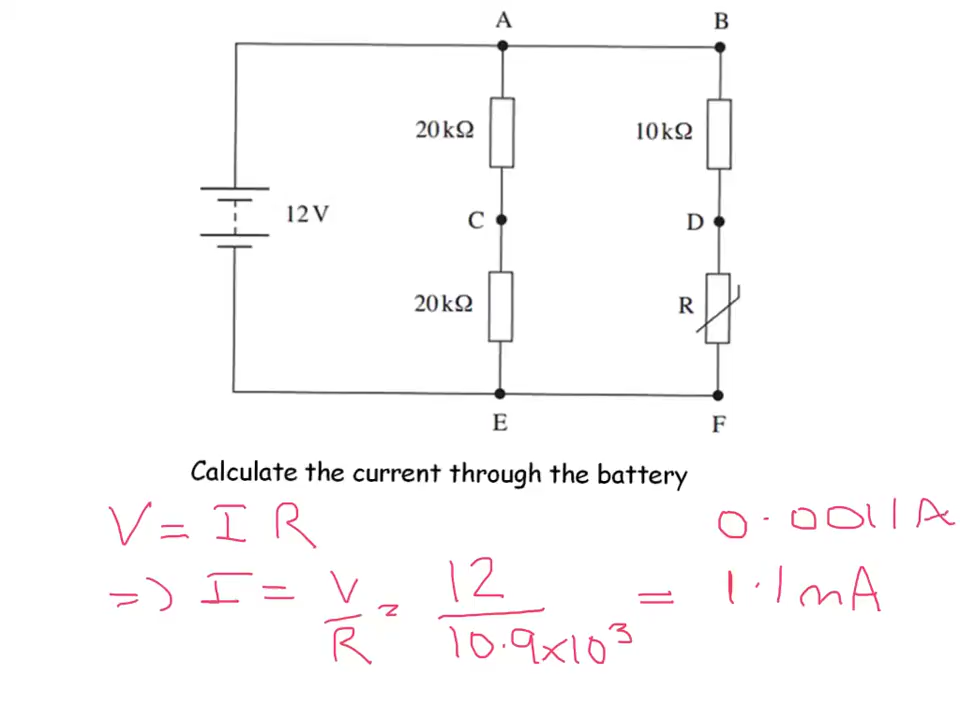 A B
20kΩ 10kΩ
12V C D
20kΩ R
E F
Calculate the current through the battery
V = I R 0.0011A
=> I = V/R = 12/10.9×10³ = 1.1mA